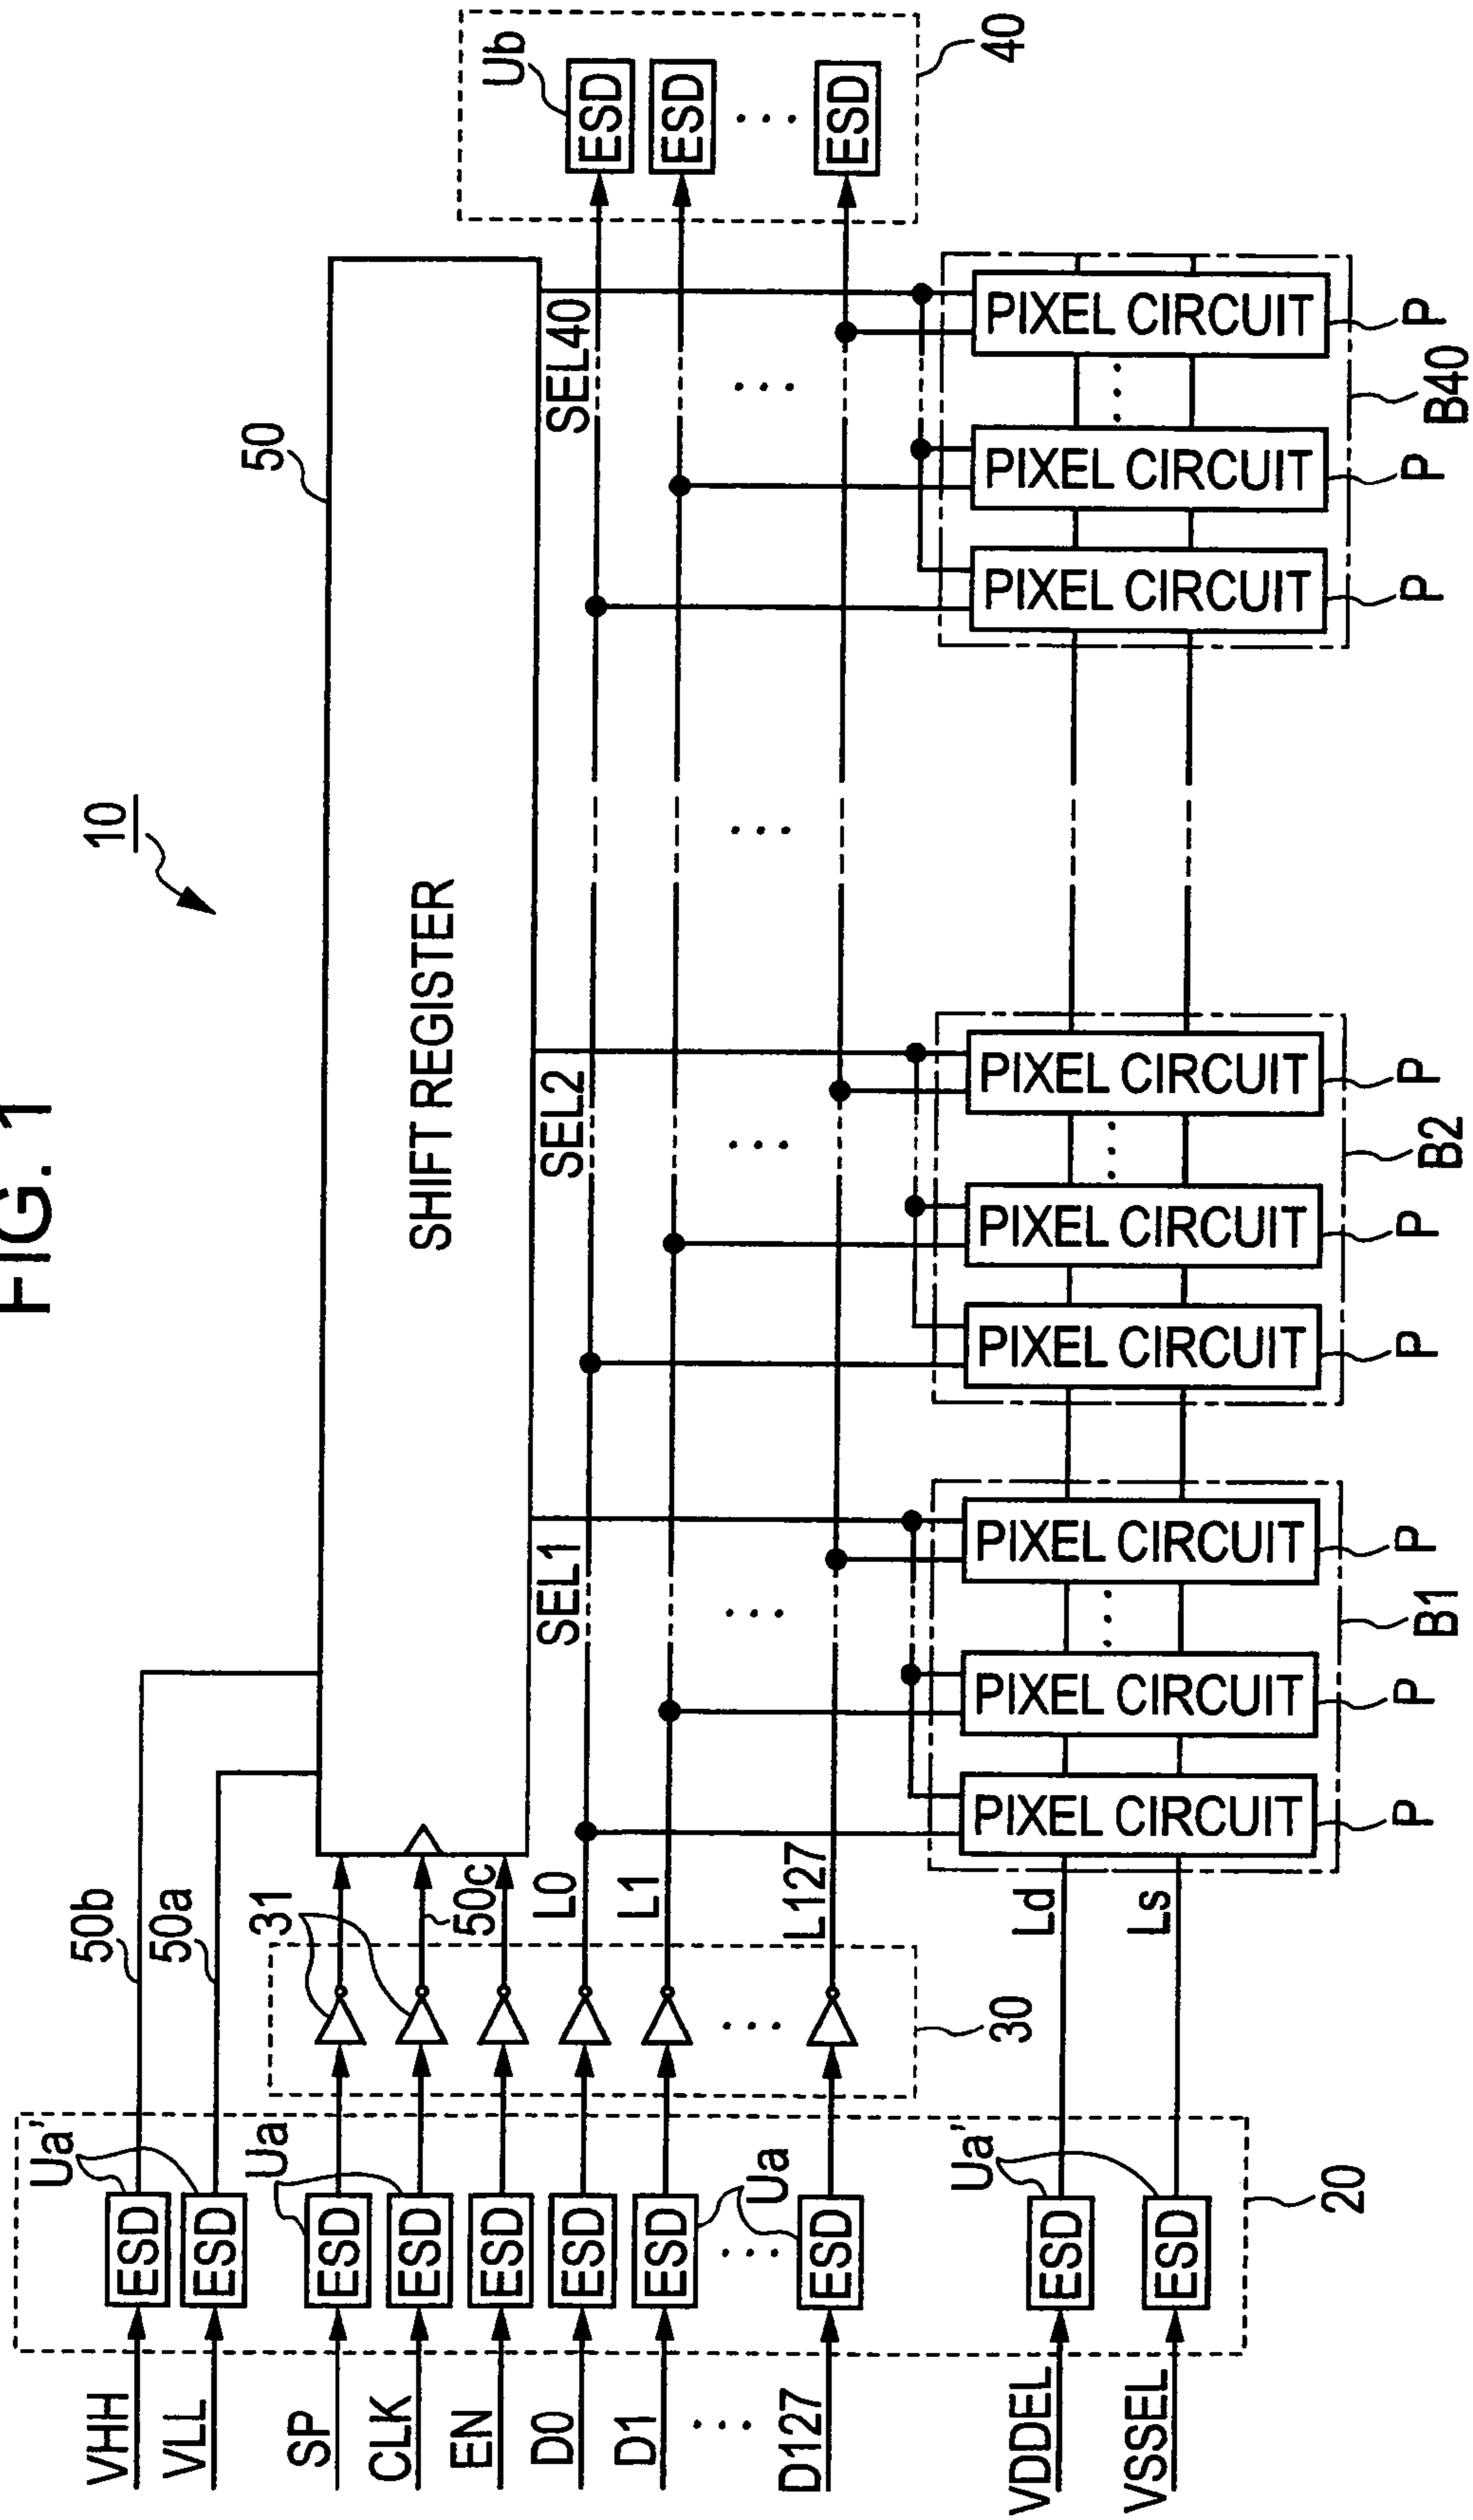 FIG. 1
10
50
50b
50a
VHH
ESD
Ua'
VLL
ESD
SHIFT REGISTER
31
SP
ESD
Ua
CLK
ESD
50c
EN
ESD
SEL1
SEL2
SEL40
D0
ESD
L0
ESD
Ub
D1
ESD
L1
ESD
...
...
...
...
...
...
...
...
Ua
D127
ESD
L127
ESD
30
40
VDDEL
ESD
Ua'
Ld
VSSEL
ESD
Ls
20
PIXEL CIRCUIT
PIXEL CIRCUIT
...
PIXEL CIRCUIT
PIXEL CIRCUIT
PIXEL CIRCUIT
...
PIXEL CIRCUIT
PIXEL CIRCUIT
PIXEL CIRCUIT
...
PIXEL CIRCUIT
P
P
P
P
P
P
P
P
P
B1
B2
B40